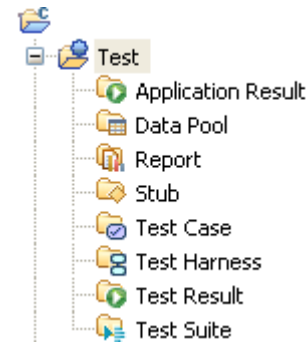 Test
Application Result
Data Pool
Report
Stub
Test Case
Test Harness
Test Result
Test Suite